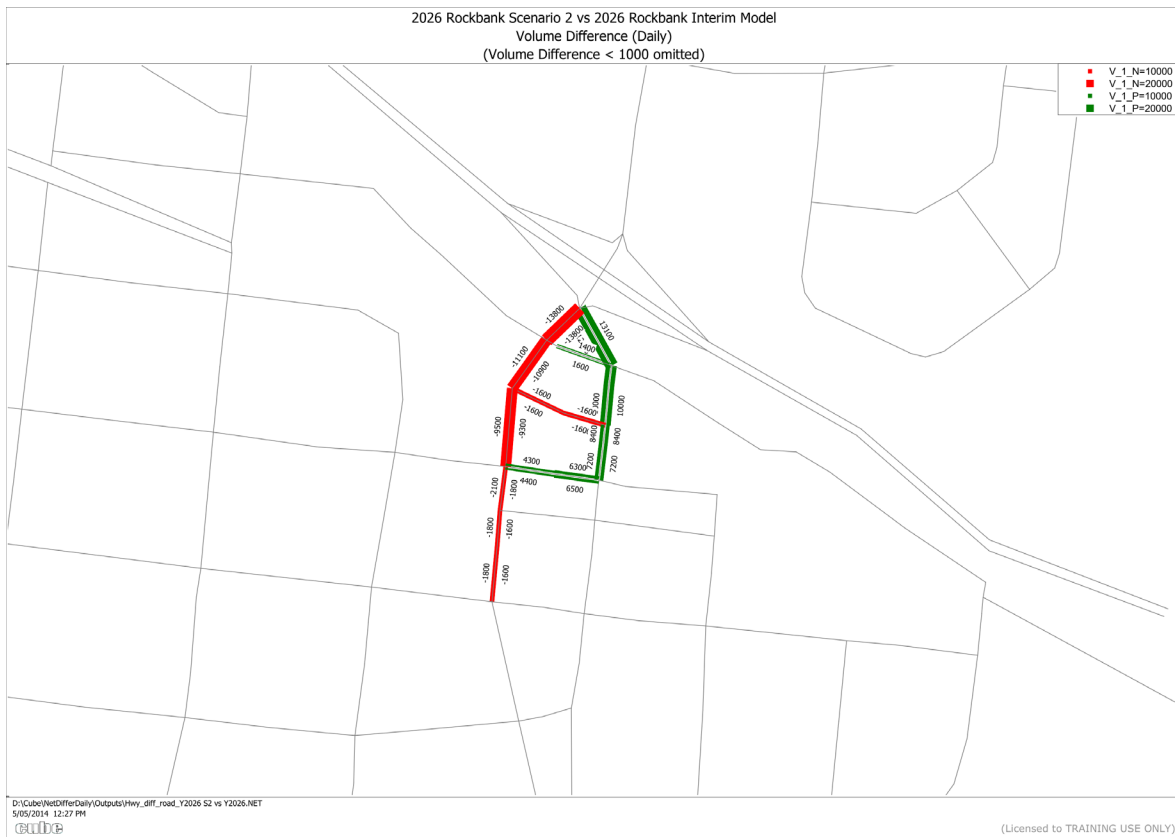 2026 Rockbank Scenario 2 vs 2026 Rockbank Interim Model
Volume Difference (Daily)
(Volume Difference < 1000 omitted)
V_1_N=10000
V_1_N=20000
V_1_P=10000
V_1_P=20000
-13800
13100
-13800
1400
-11100
1600
-10900
-1600
-1600
-1600
10000
-9500
-9300
8400
8400
4300
6300
7200
7200
4400
6500
-2100
-1800
-1800
-1600
-1800
-1600
D:\Cube\NetDifferDaily\Outputs\Hwy_diff_road_Y2026 S2 vs Y2026.NET
5/05/2014 12:27 PM
cube
(Licensed to TRAINING USE ONLY)